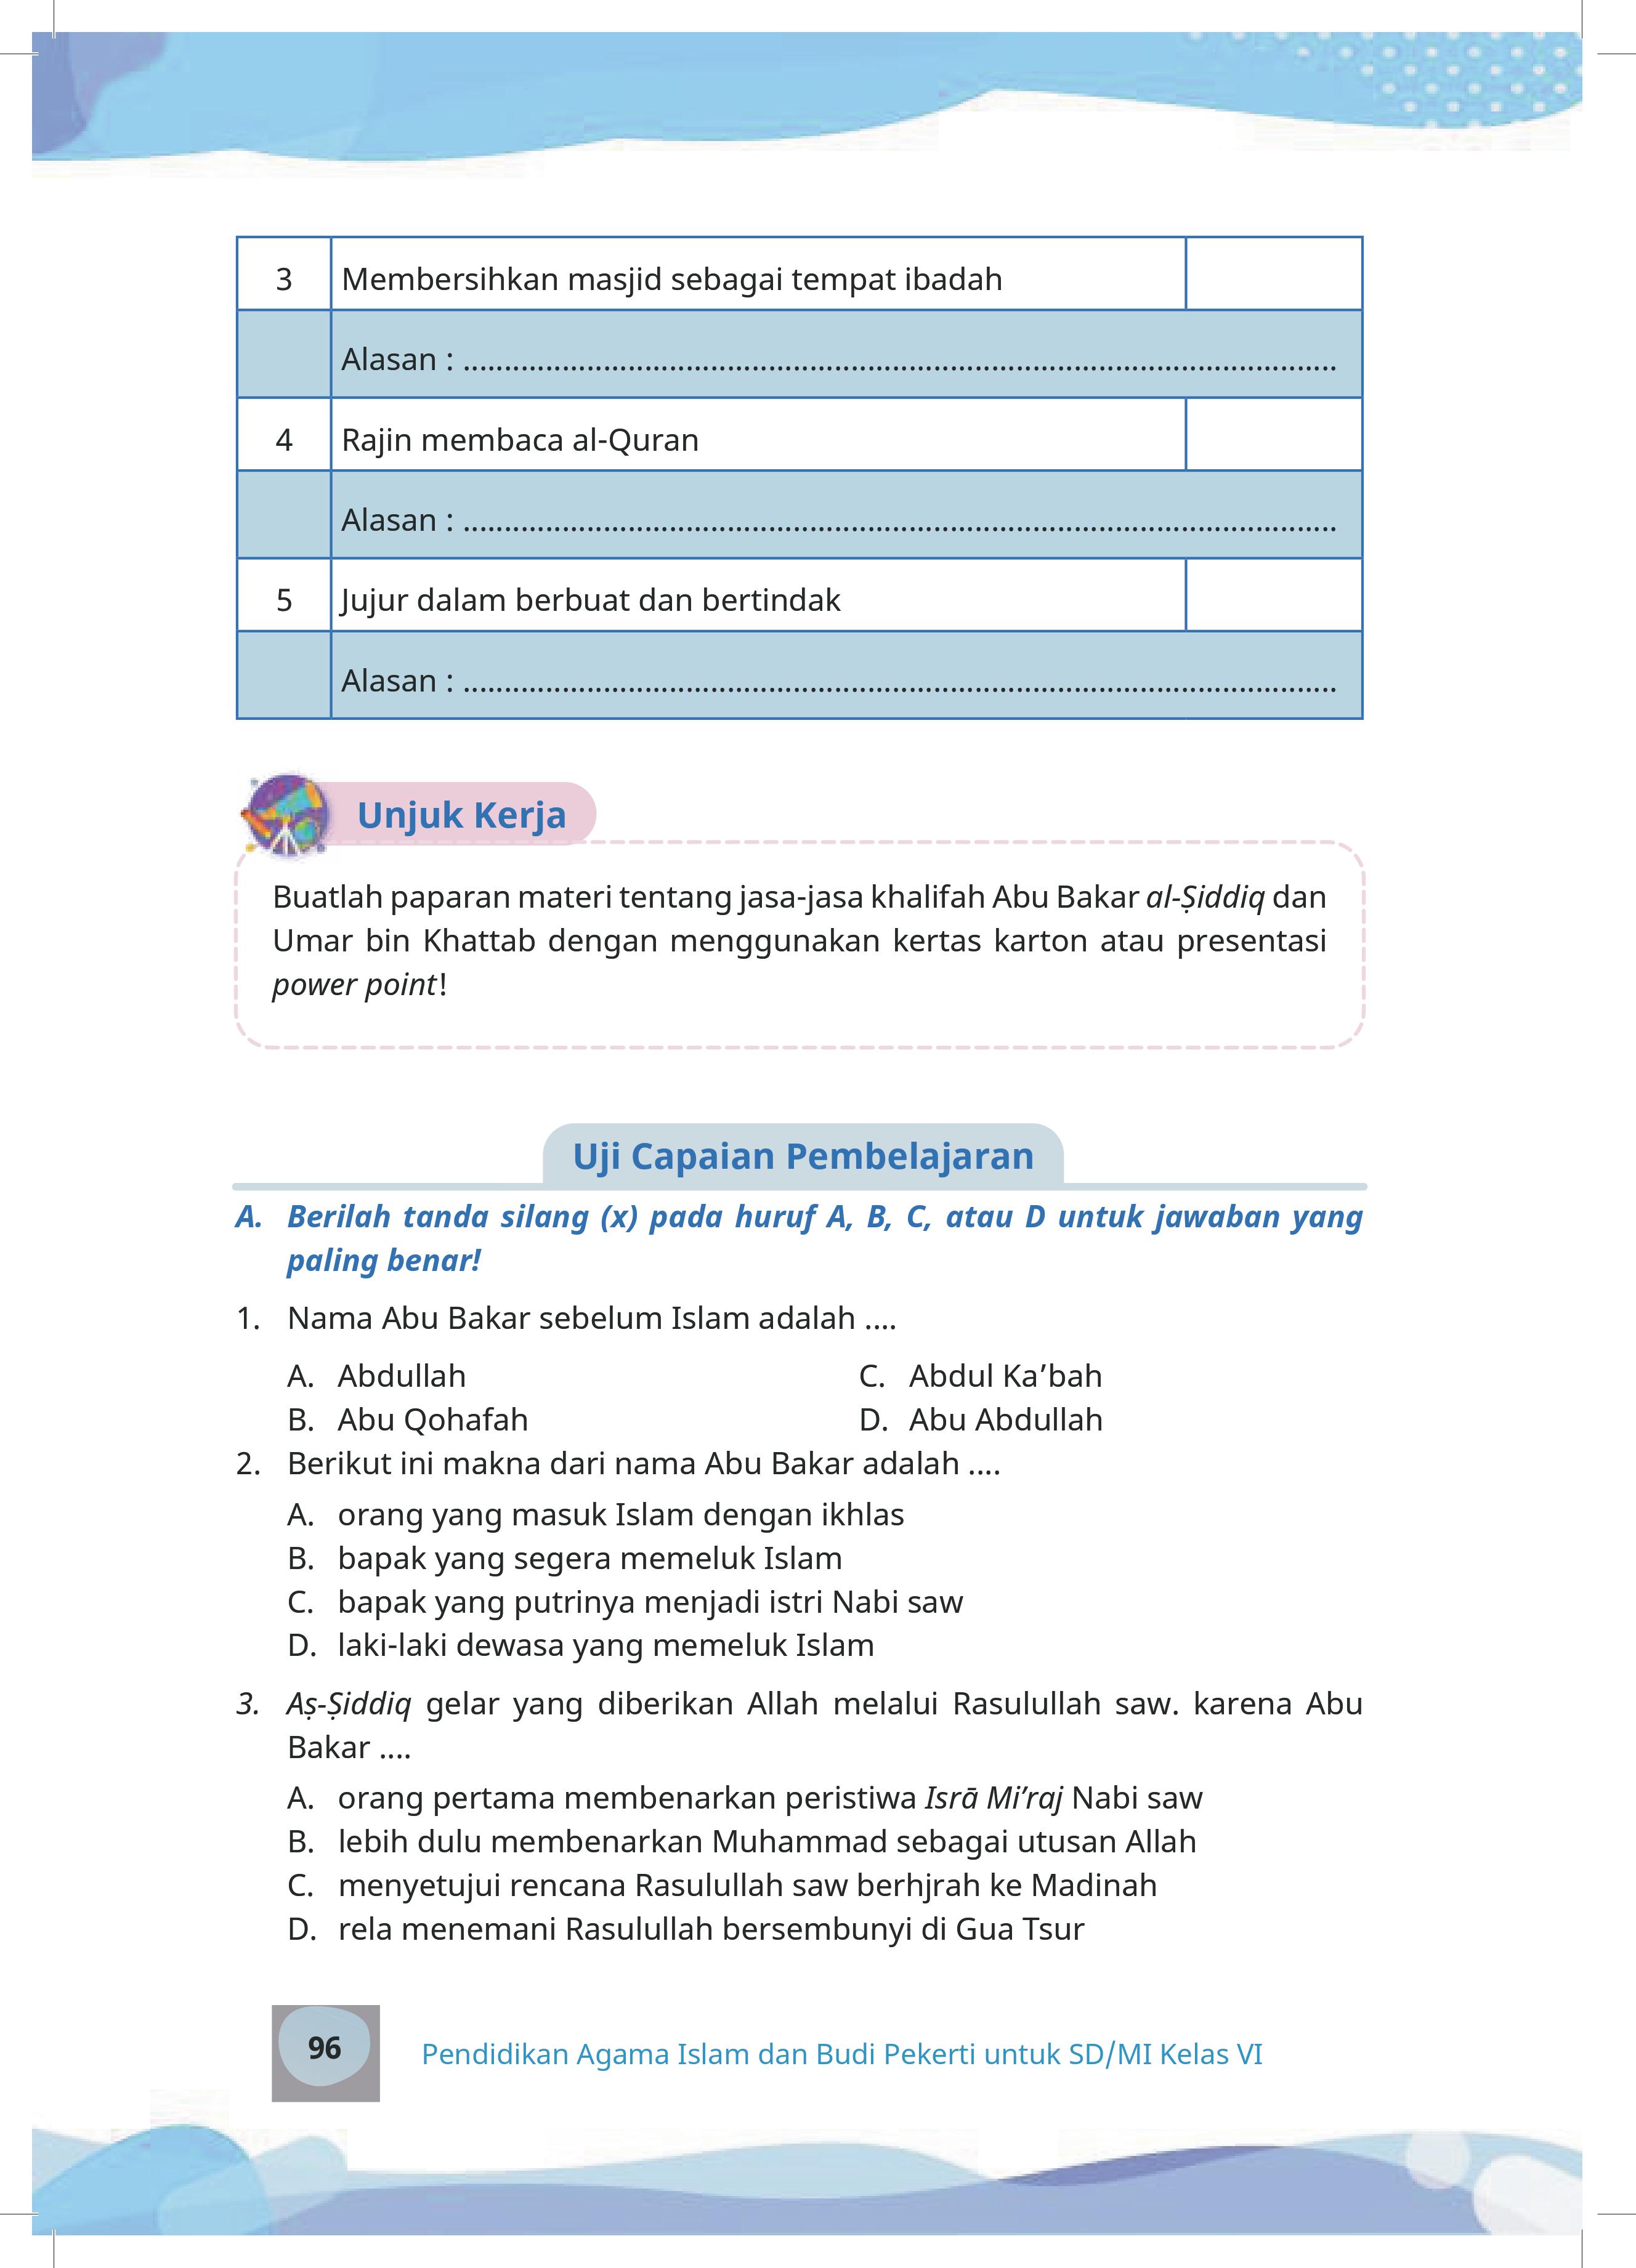 3 Membersihkan masjid sebagai tempat ibadah
Alasan : ..........................................................................................................
4 Rajin membaca al-Quran
Alasan : ..........................................................................................................
5 Jujur dalam berbuat dan bertindak
Alasan : ..........................................................................................................
Unjuk Kerja
Buatlah paparan materi tentang jasa-jasa khalifah Abu Bakar al-Ṣiddiq dan
Umar bin Khattab dengan menggunakan kertas karton atau presentasi
power point!
Uji Capaian Pembelajaran
A. Berilah tanda silang (x) pada huruf A, B, C, atau D untuk jawaban yang
paling benar!
1. Nama Abu Bakar sebelum Islam adalah ....
A. Abdullah
B. Abu Qohafah
C. Abdul Ka’bah
D. Abu Abdullah
2. Berikut ini makna dari nama Abu Bakar adalah ....
A. orang yang masuk Islam dengan ikhlas
B. bapak yang segera memeluk Islam
C. bapak yang putrinya menjadi istri Nabi saw
D. laki-laki dewasa yang memeluk Islam
3. Aṣ-Ṣiddiq gelar yang diberikan Allah melalui Rasulullah saw. karena Abu
Bakar ....
A. orang pertama membenarkan peristiwa Isrā Mi’raj Nabi saw
B. lebih dulu membenarkan Muhammad sebagai utusan Allah
C. menyetujui rencana Rasulullah saw berhjrah ke Madinah
D. rela menemani Rasulullah bersembunyi di Gua Tsur
96 Pendidikan Agama Islam dan Budi Pekerti untuk SD/MI Kelas VI